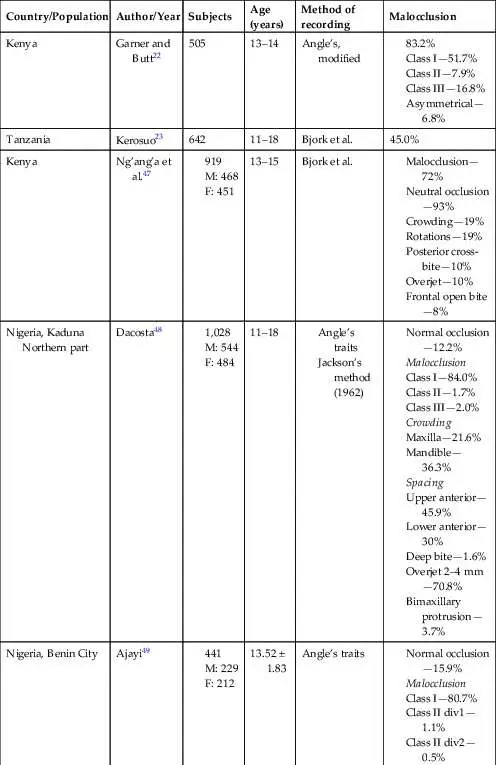 Country/Population Author/Year Subjects Age (years) Method of recording Malocclusion
Kenya Garner and Butt22 505 13–14 Angle's, modified 83.2%
Class I—51.7%
Class II—7.9%
Class III—16.8%
Asymmetrical—
6.8%
Tanzania Kerosuo23 642 11–18 Bjork et al. 45.0%
Kenya Ng'ang'a et al.47 919 M: 468 F: 451 13–15 Bjork et al. Malocclusion—
72%
Neutral occlusion
—93%
Crowding—19%
Rotations—19%
Posterior cross-
bite—10%
Overjet—10%
Frontal open bite
—8%
Nigeria, Kaduna Northern part Dacosta48 1,028 M: 544 F: 484 11–18 Angle's traits Jackson's method (1962) Normal occlusion
—12.2%
Malocclusion
Class I—84.0%
Class II—1.7%
Class III—2.0%
Crowding
Maxilla—21.6%
Mandible—
36.3%
Spacing
Upper anterior—
45.9%
Lower anterior—
30%
Deep bite—1.6%
Overjet 2–4 mm
—70.8%
Bimaxillary
protrusion—
3.7%
Nigeria, Benin City Ajayi49 441 M: 229 F: 212 13.52 ± 1.83 Angle's traits Normal occlusion
—15.9%
Malocclusion
Class I—80.7%
Class II div1—
1.1%
Class II div2—
0.5%